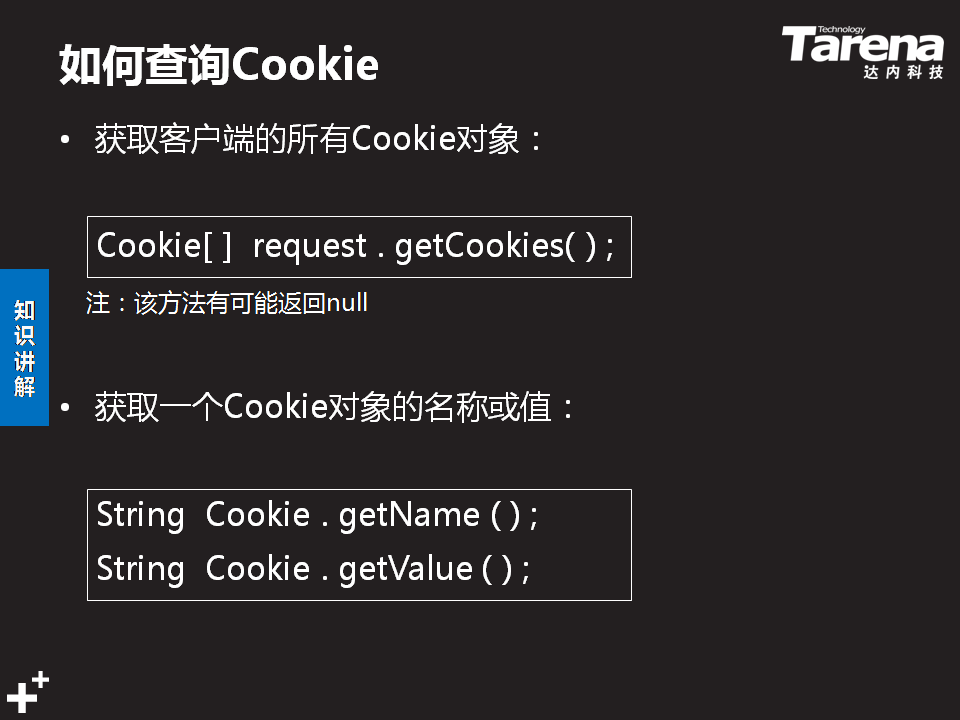 如何查询Cookie
Technology
Tarena
达内科技
• 获取客户端的所有Cookie对象：
Cookie[ ]  request . getCookies( ) ;
注：该方法有可能返回null
知识讲解
• 获取一个Cookie对象的名称或值：
String  Cookie . getName ( ) ;
String  Cookie . getValue ( ) ;